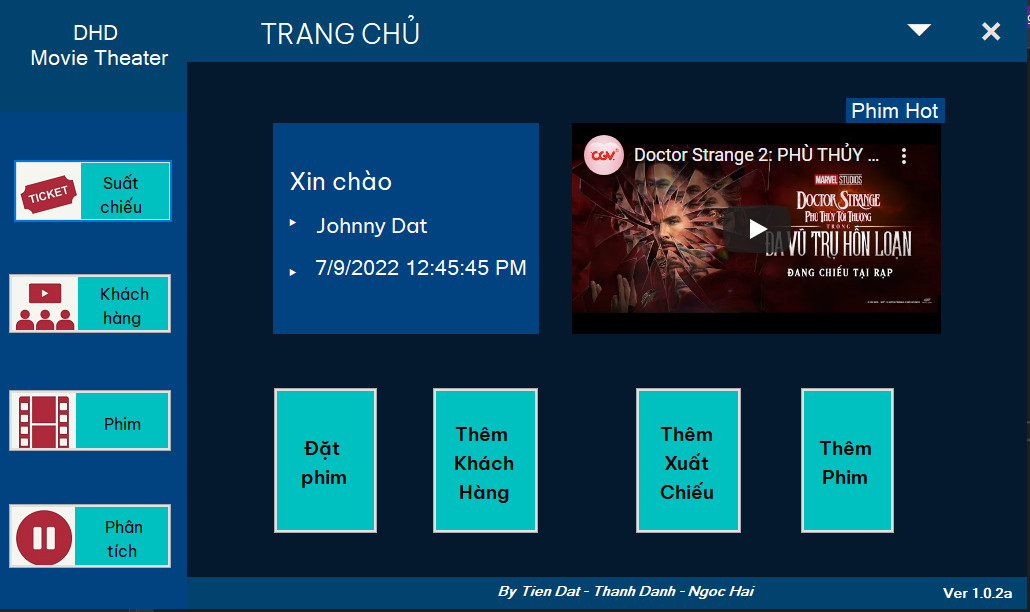 DHD
Movie Theater
TRANG CHỦ
Phim Hot
TICKET
Suất
chiếu
Khách
hàng
Phim
Phân
tích
Xin chào
Johnny Dat
7/9/2022 12:45:45 PM
CGV
Doctor Strange 2: PHÙ THỦY ...
MARVEL STUDIOS
DOCTOR STRANGE
PHÙ THỦY TỐI THƯỢNG
TRONG
ĐA VŨ TRỤ HỖN LOẠN
ĐANG CHIẾU TẠI RẠP
Đặt
phim
Thêm
Khách
Hàng
Thêm
Xuất
Chiếu
Thêm
Phim
By Tien Dat - Thanh Danh - Ngoc Hai
Ver 1.0.2a